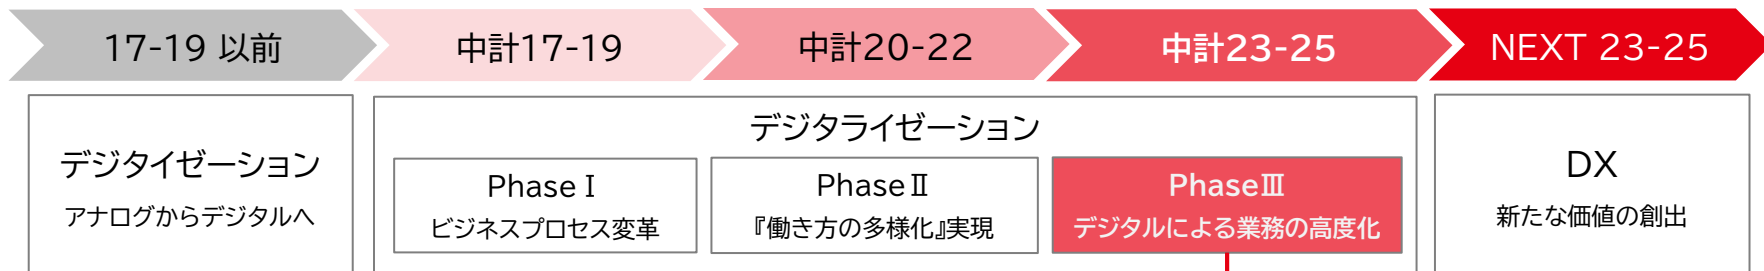 17-19 以前
中計17-19
中計20-22
中計23-25
NEXT 23-25
デジタイゼーション
アナログからデジタルへ
デジタライゼーション
Phase Ⅰ
ビジネスプロセス変革
Phase Ⅱ
『働き方の多様化』実現
PhaseⅢ
デジタルによる業務の高度化
DX
新たな価値の創出